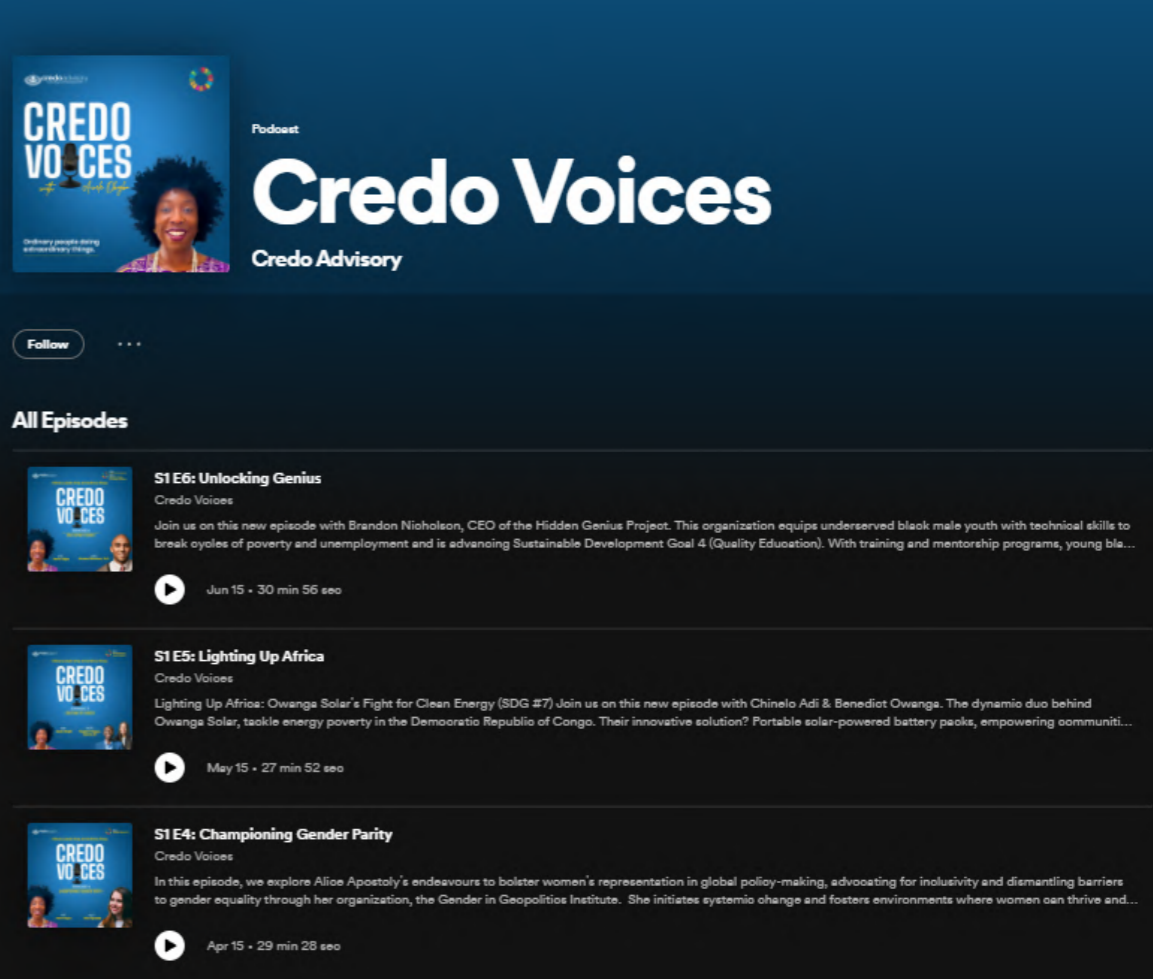 credoadvisory
CREDO
VOICES
with
Ordinary people doing
extraordinary things.
Podcast
Credo Voices
Credo Advisory
Follow
All Episodes
CREDO
VOICES
S1 E6: Unlocking Genius
Credo Voices
Join us on this new episode with Brandon Nicholson, CEO of the Hidden Genius Project. This organization equips underserved black male youth with technical skills to
break cycles of poverty and unemployment and is advancing Sustainable Development Goal 4 (Quality Education). With training and mentorship programs, young bla...
Jun 15 • 30 min 56 sec
CREDO
VOICES
S1 E5: Lighting Up Africa
Credo Voices
Lighting Up Africa: Owanga Solar's Fight for Clean Energy (SDG #7) Join us on this new episode with Chinelo Adi & Benedict Owanga. The dynamic duo behind
Owanga Solar, tackle energy poverty in the Democratic Republic of Congo. Their innovative solution? Portable solar-powered battery packs, empowering communiti...
May 15 • 27 min 52 sec
CREDO
VOICES
S1 E4: Championing Gender Parity
Credo Voices
In this episode, we explore Alice Apostoly's endeavours to bolster women's representation in global policy-making, advocating for inclusivity and dismantling barriers
to gender equality through her organization, the Gender in Geopolitics Institute. She initiates systemic change and fosters environments where women can thrive and...
Apr 15 • 29 min 28 sec